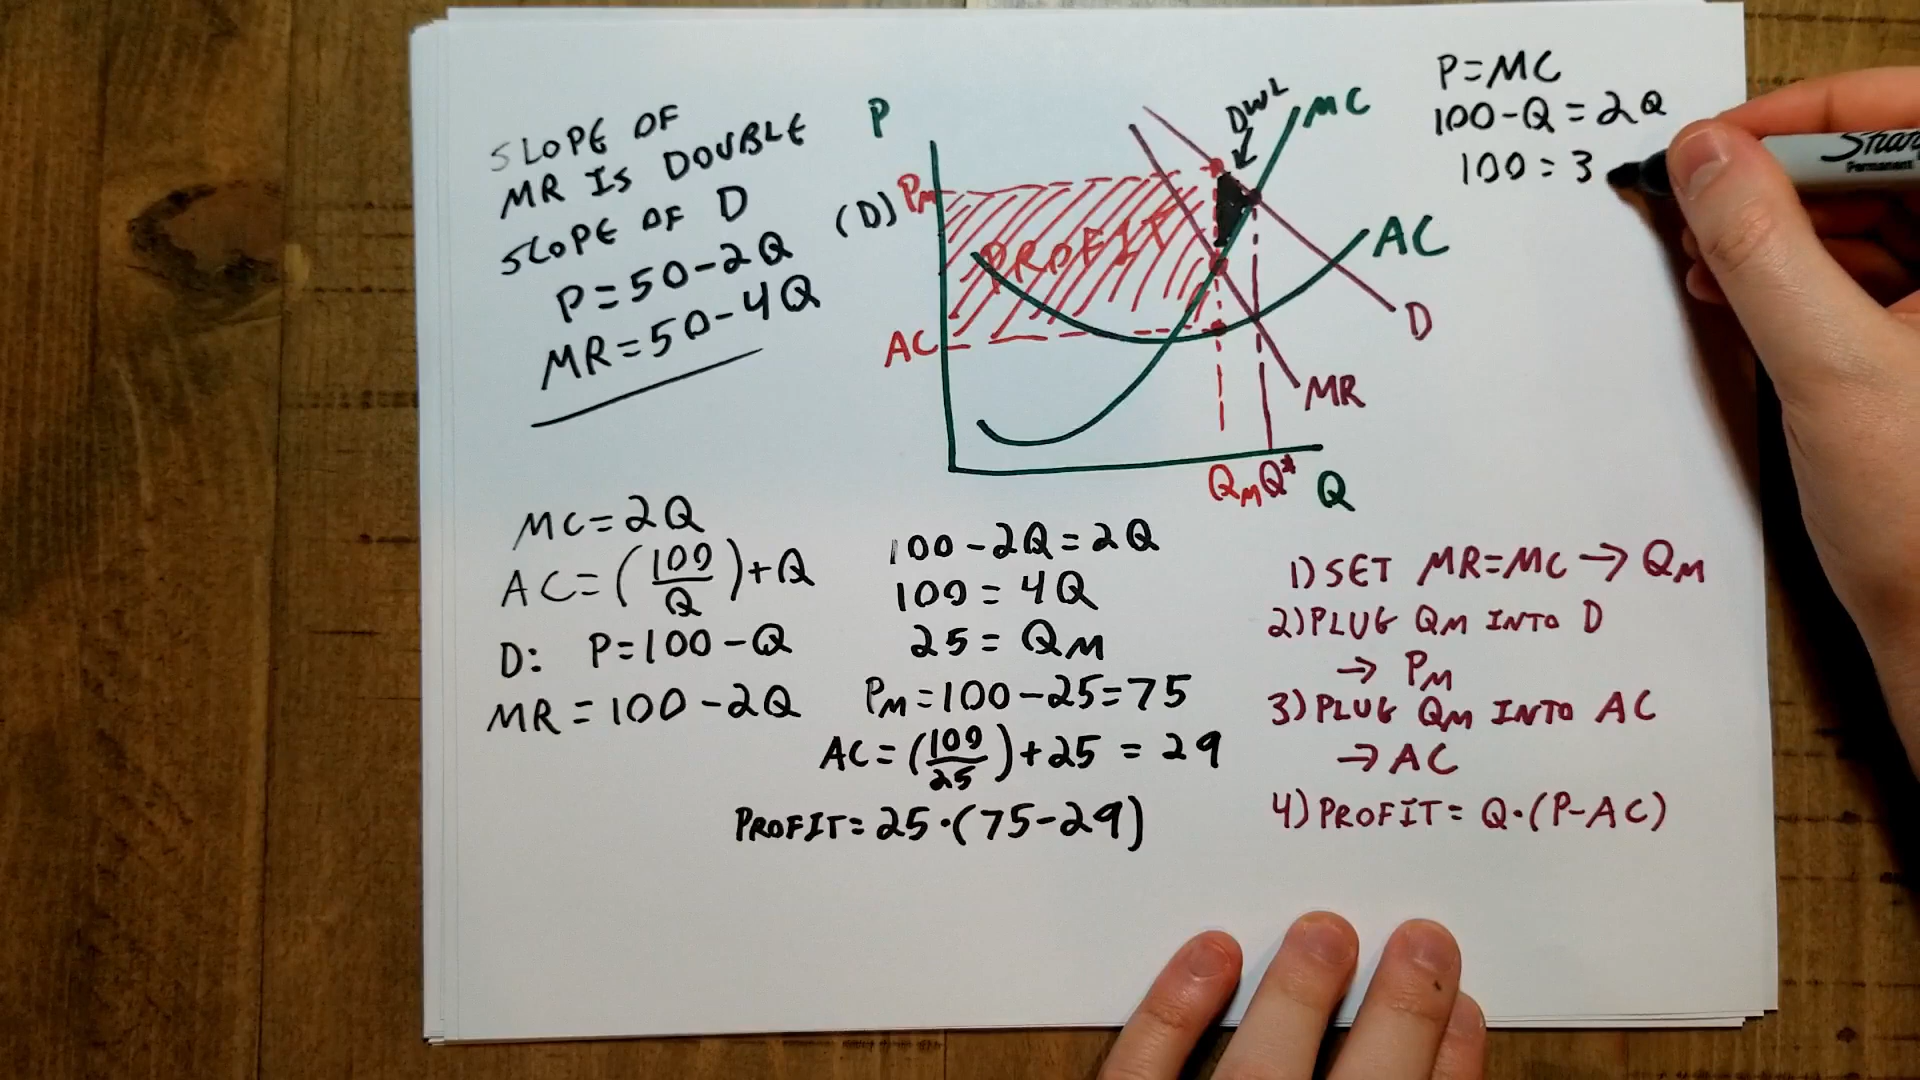 SLOPE OF
MR IS DOUBLE
SLOPE OF D
P=50-2Q
MR=50-4Q
P
(D)
PM
AC
PROFIT
DWL
MC
AC
D
MR
QM Q* Q
P=MC
100-Q=2Q
100=3
MC=2Q
AC=(100/Q)+Q
D: P=100-Q
MR=100-2Q
100-2Q=2Q
100=4Q
25=QM
PM=100-25=75
AC=(100/25)+25=29
PROFIT=25·(75-29)
1) SET MR=MC → QM
2) PLUG QM INTO D
→ PM
3) PLUG QM INTO AC
→ AC
4) PROFIT=Q·(P-AC)
Permanent